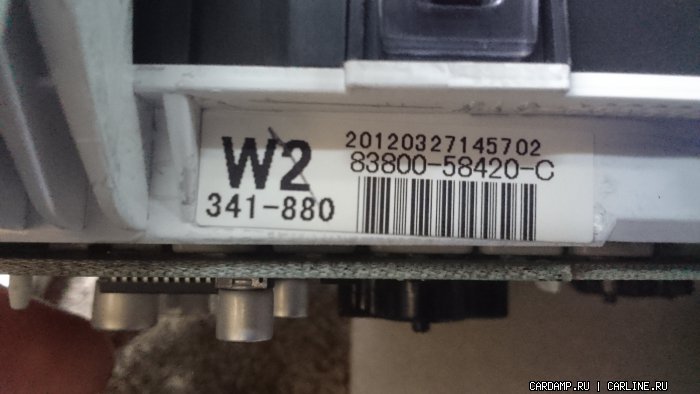 20120327145702
W2
83800-58420-C
341-880
CARDAMP.RU | CARLINE.RU